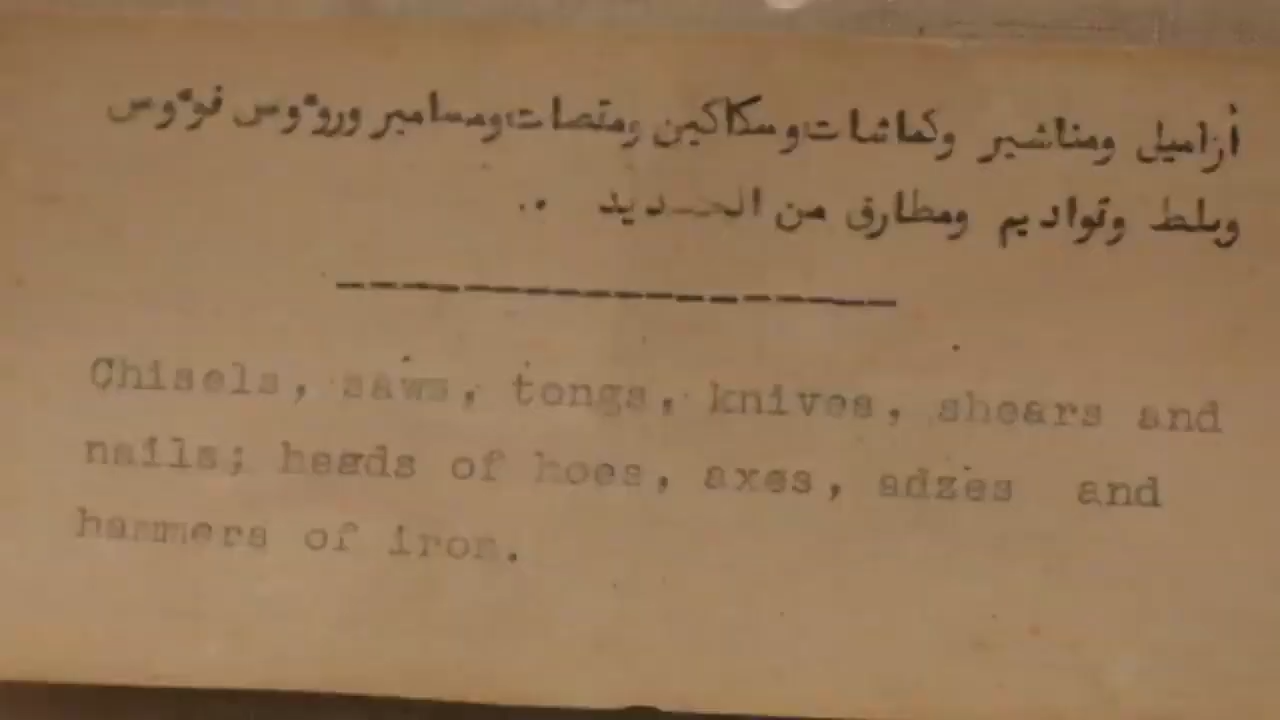 أزاميل ومناشير وكماشات وسكاكين ومقصات ومسامير ورؤوس فؤوس
وبلط وقواديم ومطارق من الحديد ..
Chisels, saws, tongs, knives, shears and
nails; heads of hoes, axes, adzes and
hammers of iron.